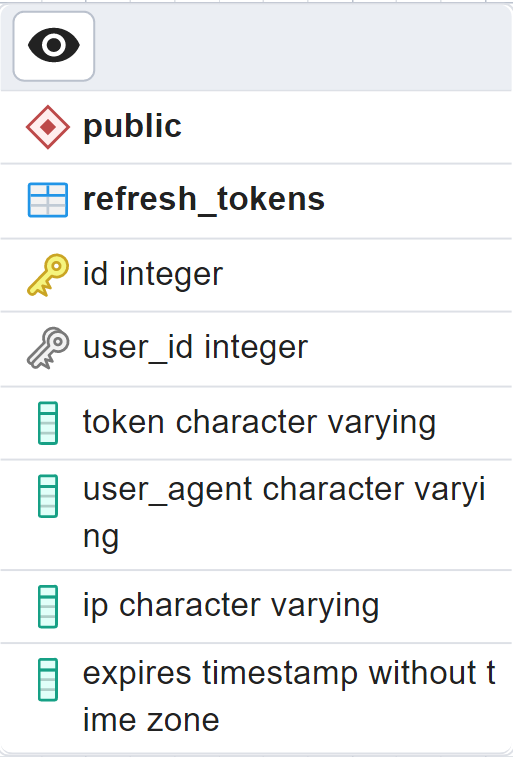 public
refresh_tokens
id integer
user_id integer
token character varying
user_agent character varyi
ng
ip character varying
expires timestamp without t
ime zone